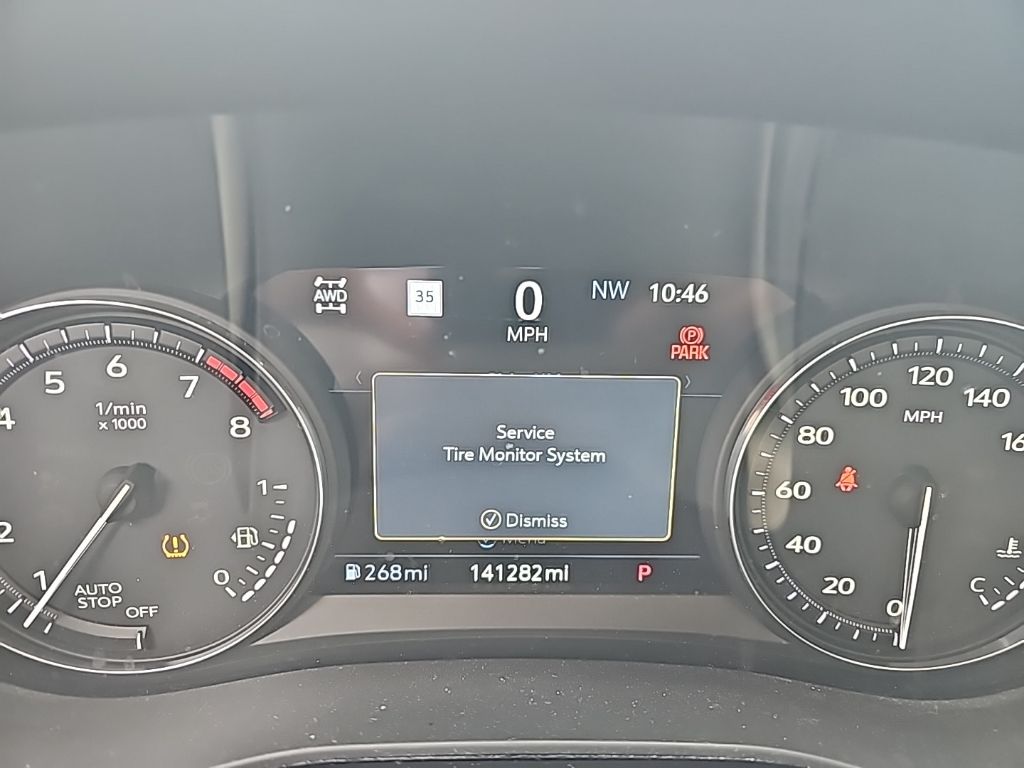 AWD
35
0
MPH
NW 10:46
PARK
Service
Tire Monitor System
Dismiss
268mi 141282mi P
1 2 4 5 6 7 8
1/min
x 1000
AUTO
STOP
OFF
1
0
0 20 40 60 80 100 120 140
MPH
C